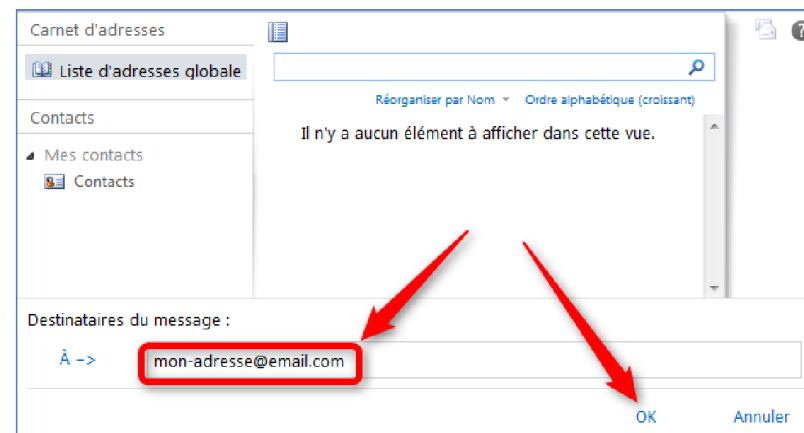 Carnet d'adresses
Liste d'adresses globale
Contacts
Mes contacts
Contacts
Réorganiser par Nom Ordre alphabétique (croissant)
Il n'y a aucun élément à afficher dans cette vue.
Destinataires du message :
À -> mon-adresse@email.com
OK Annuler